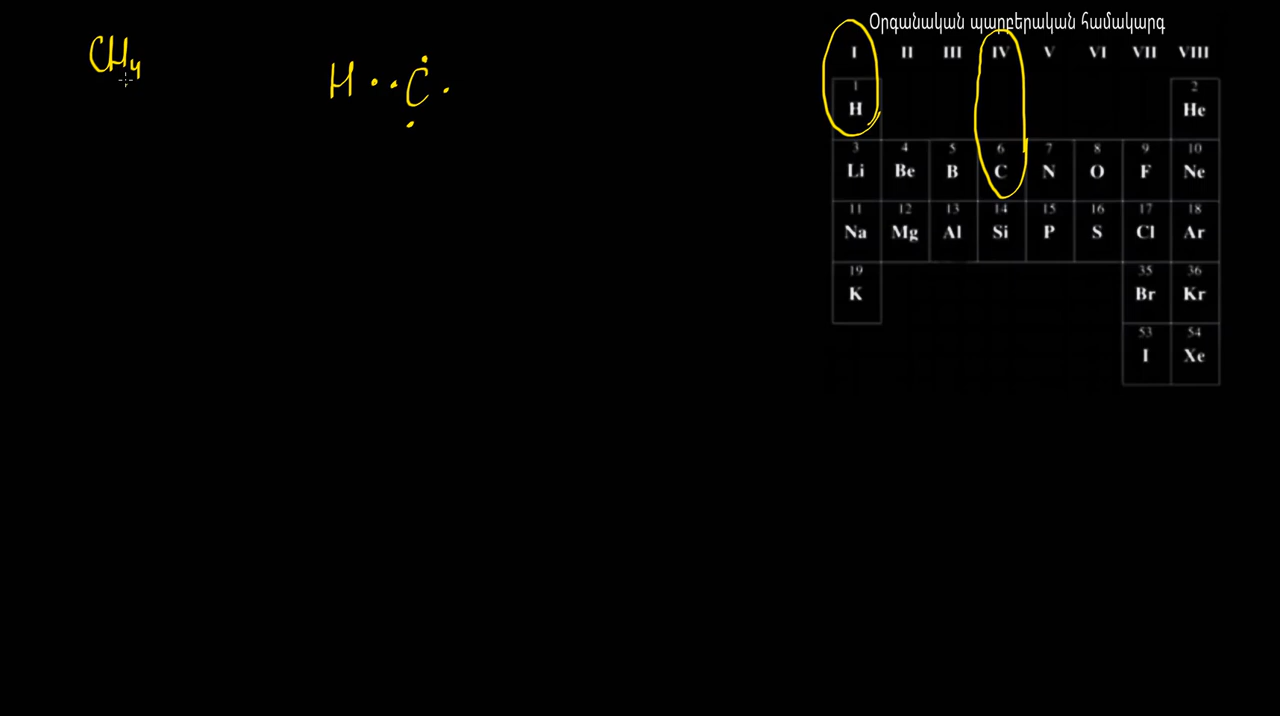 CH₄
H · · C ·
Օրգանական պարբերական համակարգ
I II III IV V VI VII VIII
1 2
H He
3 4 5 6 7 8 9 10
Li Be B C N O F Ne
11 12 13 14 15 16 17 18
Na Mg Al Si P S Cl Ar
19 35 36
K Br Kr
53 54
I Xe